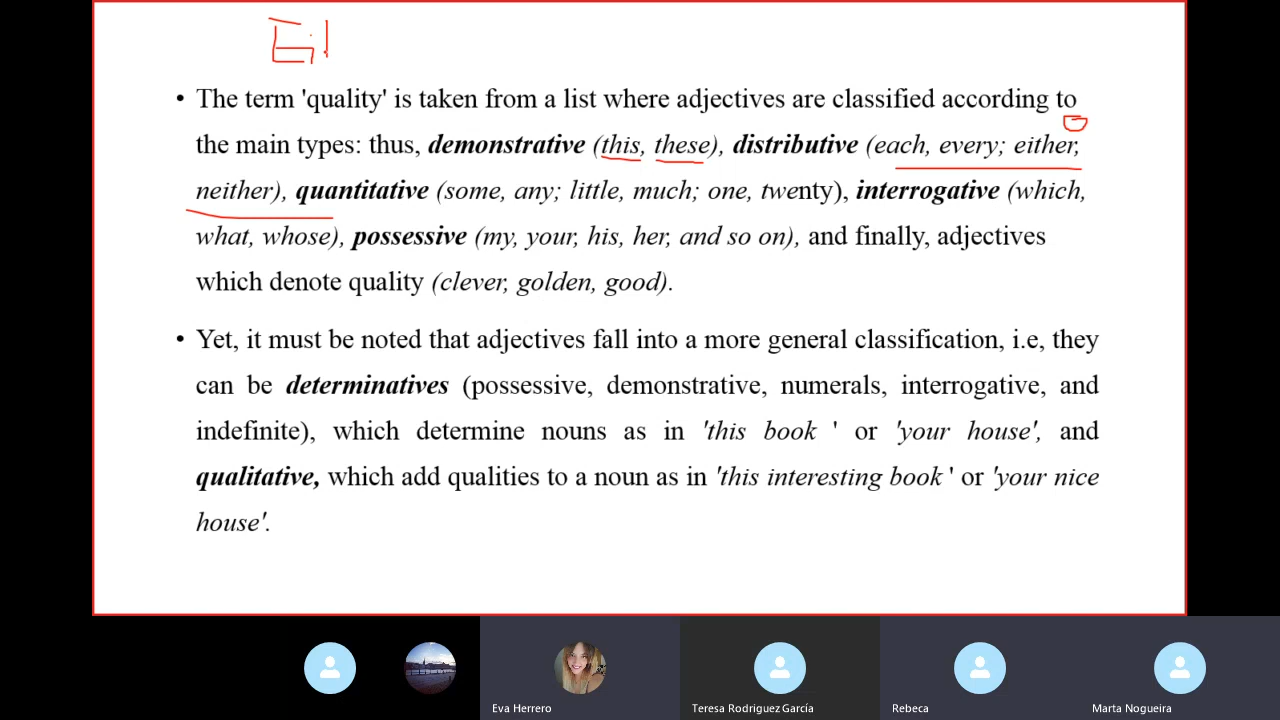 • The term 'quality' is taken from a list where adjectives are classified according to
the main types: thus, demonstrative (this, these), distributive (each, every; either,
neither), quantitative (some, any; little, much; one, twenty), interrogative (which,
what, whose), possessive (my, your, his, her, and so on), and finally, adjectives
which denote quality (clever, golden, good).
• Yet, it must be noted that adjectives fall into a more general classification, i.e, they
can be determinatives (possessive, demonstrative, numerals, interrogative, and
indefinite), which determine nouns as in 'this book ' or 'your house', and
qualitative, which add qualities to a noun as in 'this interesting book ' or 'your nice
house'.
Eva Herrero
Teresa Rodriguez García
Rebeca
Marta Nogueira